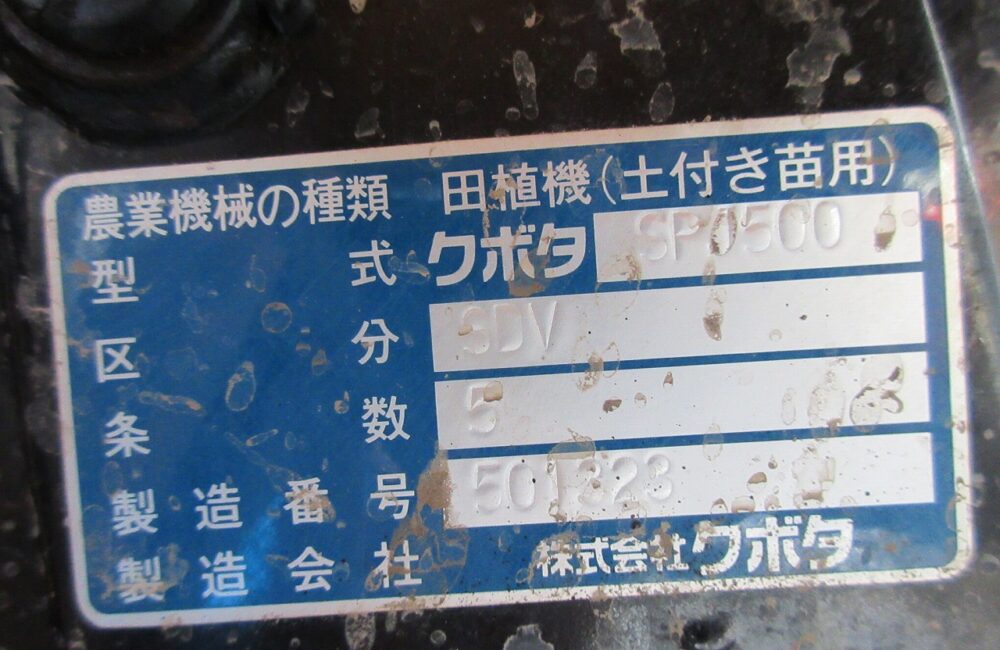 農業機械の種類 田植機(土付き苗用)
型式 クボタ SP0500
区分 SDV
条数 5
製造番号 501323
製造会社 株式会社クボタ